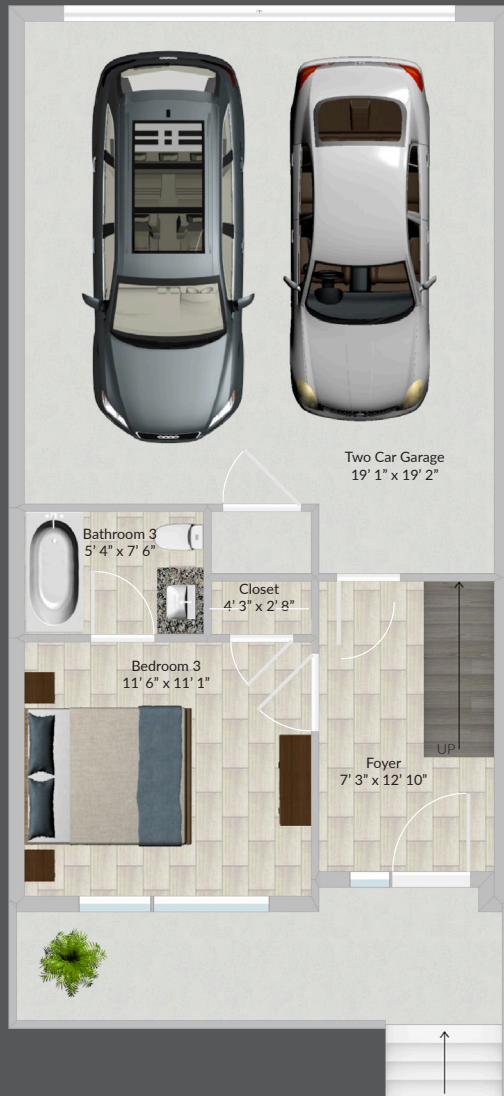 Two Car Garage
19’ 1” x 19’ 2”
Bathroom 3
5’ 4” x 7’ 6”
Closet
4’ 3” x 2’ 8”
Bedroom 3
11’ 6” x 11’ 1”
UP
Foyer
7’ 3” x 12’ 10”